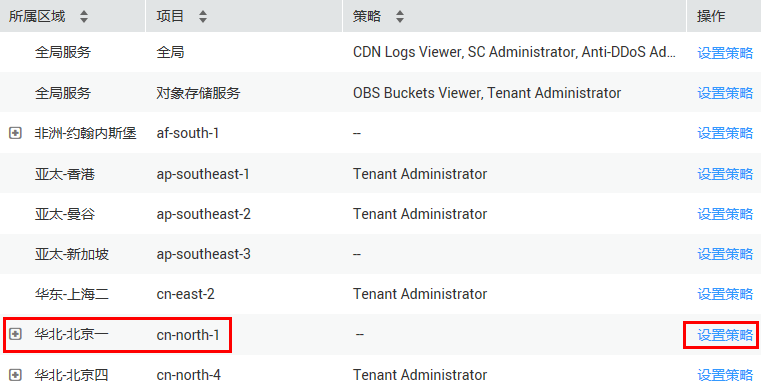 所属区域 项目 策略 操作
全局服务 全局 CDN Logs Viewer, SC Administrator, Anti-DDoS Ad... 设置策略
全局服务 对象存储服务 OBS Buckets Viewer, Tenant Administrator 设置策略
非洲-约翰内斯堡 af-south-1 -- 设置策略
亚太-香港 ap-southeast-1 Tenant Administrator 设置策略
亚太-曼谷 ap-southeast-2 Tenant Administrator 设置策略
亚太-新加坡 ap-southeast-3 -- 设置策略
华东-上海二 cn-east-2 Tenant Administrator 设置策略
华北-北京一 cn-north-1 -- 设置策略
华北-北京四 cn-north-4 Tenant Administrator 设置策略